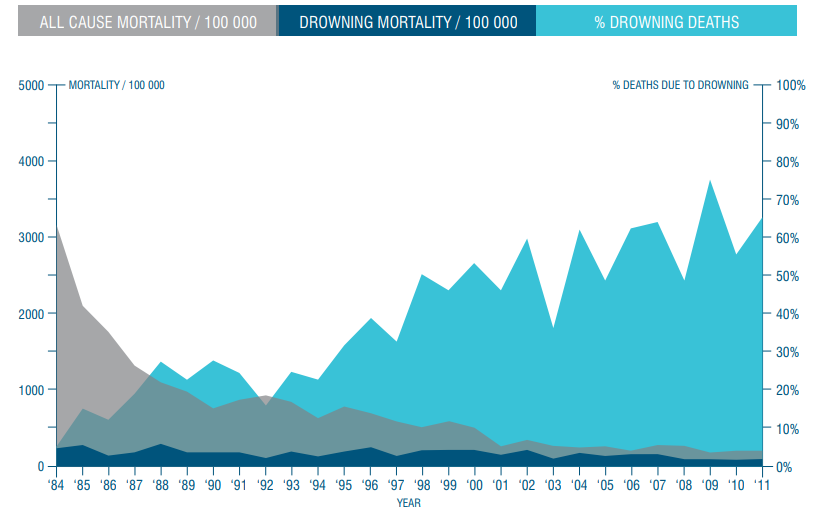 ALL CAUSE MORTALITY / 100 000 DROWNING MORTALITY / 100 000 % DROWNING DEATHS
5000 MORTALITY / 100 000 % DEATHS DUE TO DROWNING 100%
90%
4000 80%
70%
3000 60%
50%
2000 40%
30%
1000 20%
10%
0 0%
'84 '85 '86 '87 '88 '89 '90 '91 '92 '93 '94 '95 '96 '97 '98 '99 '00 '01 '02 '03 '04 '05 '06 '07 '08 '09 '10 '11
YEAR